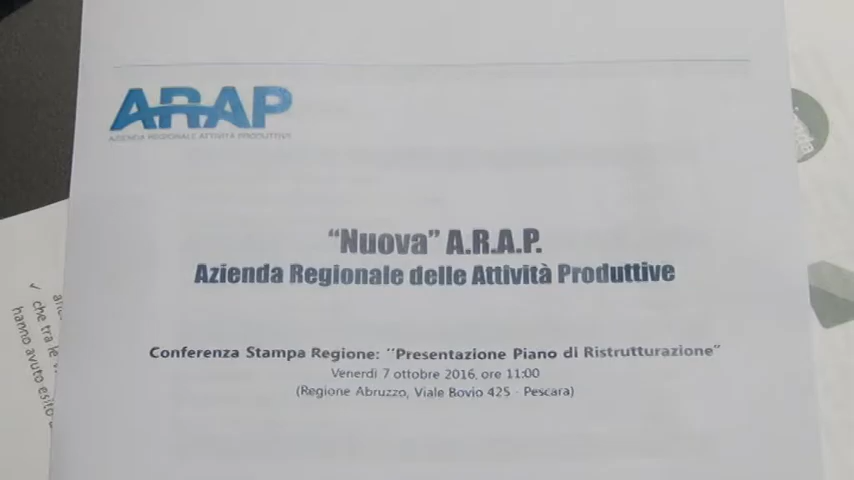 ARAP
AZIENDA REGIONALE ATTIVITÀ PRODUTTIVE
“Nuova” A.R.A.P.
Azienda Regionale delle Attività Produttive
Conferenza Stampa Regione: “Presentazione Piano di Ristrutturazione”
Venerdì 7 ottobre 2016, ore 11:00
(Regione Abruzzo, Viale Bovio 425 - Pescara)
✓ che tra le
hanno avuto esito